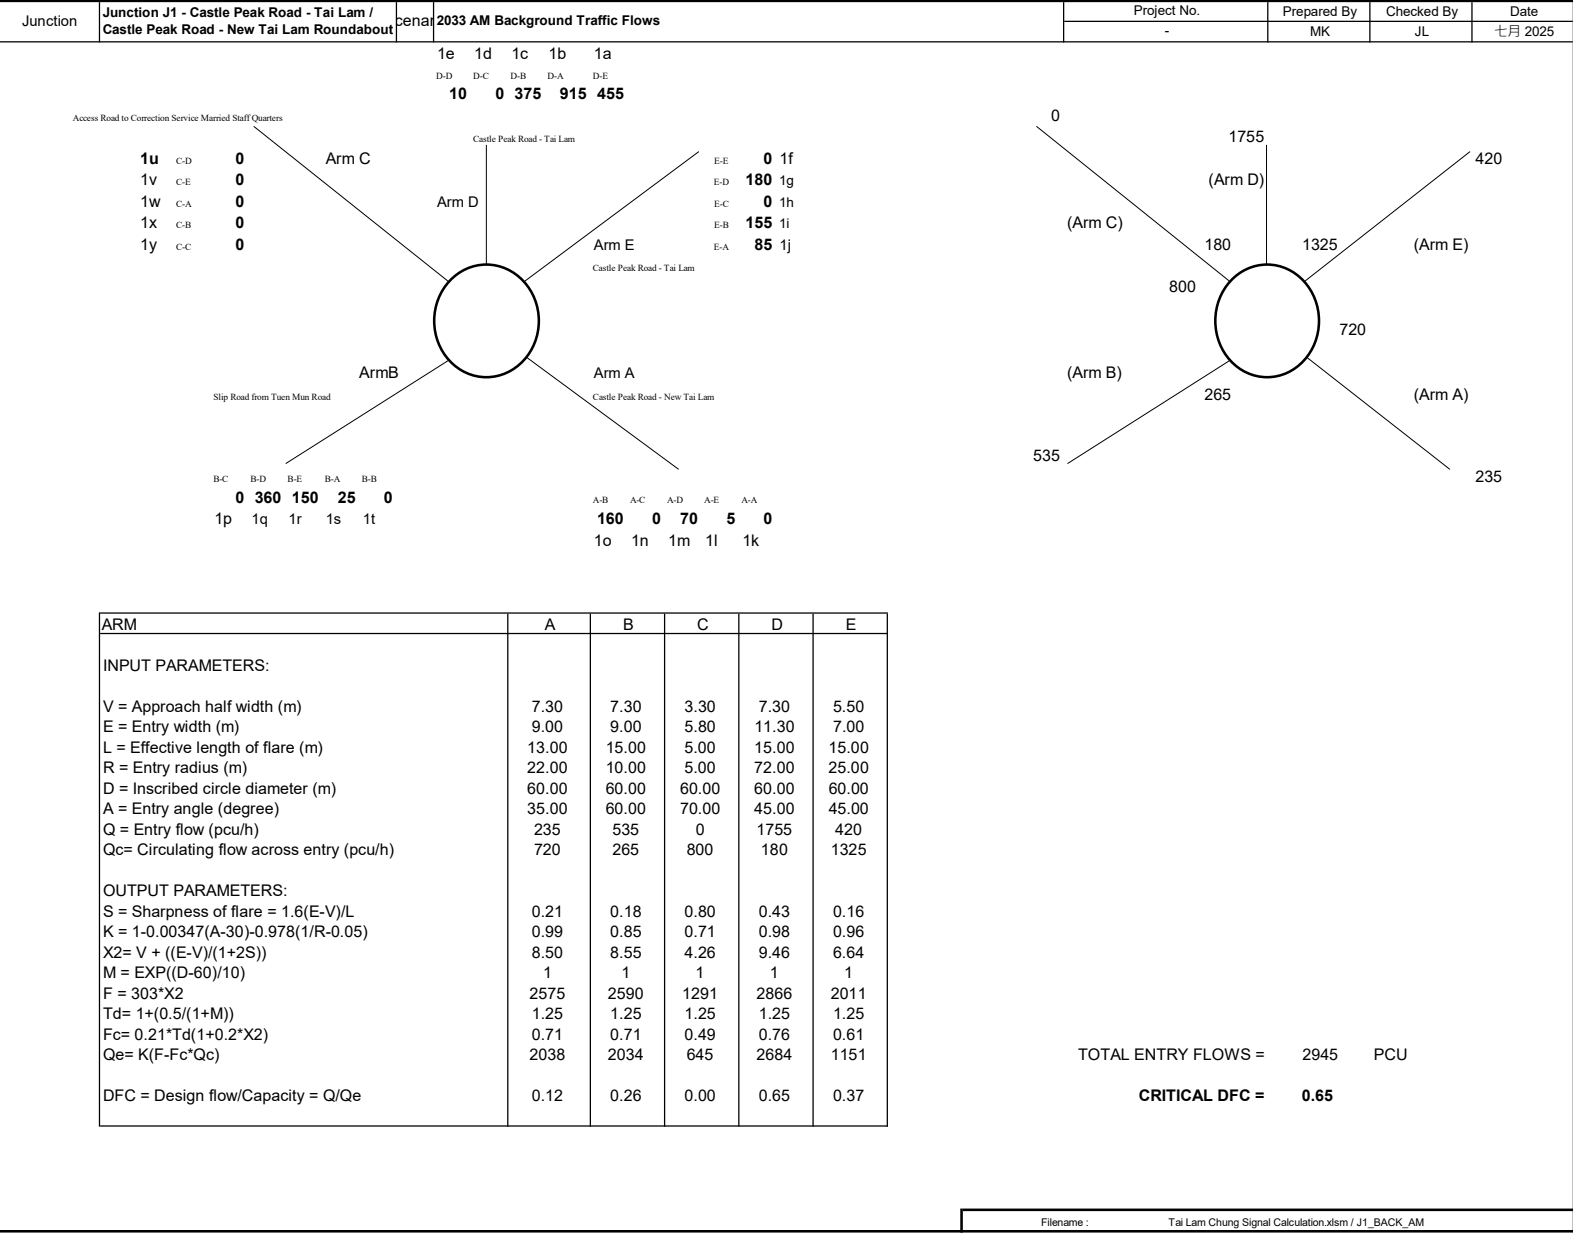 Junction
Junction J1 - Castle Peak Road - Tai Lam /
Castle Peak Road - New Tai Lam Roundabout
cenar
2033 AM Background Traffic Flows
Project No.
Prepared By
Checked By
Date
-
MK
JL
七月 2025
1e 1d 1c 1b 1a
D-D D-C D-B D-A D-E
10 0 375 915 455
Access Road to Correction Service Married Staff Quarters
Castle Peak Road - Tai Lam
1u C-D 0
1v C-E 0
1w C-A 0
1x C-B 0
1y C-C 0
Arm C
Arm D
E-E 0 1f
E-D 180 1g
E-C 0 1h
E-B 155 1i
E-A 85 1j
Arm E
Castle Peak Road - Tai Lam
ArmB
Slip Road from Tuen Mun Road
Arm A
Castle Peak Road - New Tai Lam
B-C B-D B-E B-A B-B
0 360 150 25 0
1p 1q 1r 1s 1t
A-B A-C A-D A-E A-A
160 0 70 5 0
1o 1n 1m 1l 1k
0
1755
420
(Arm D)
(Arm C)
180
1325
(Arm E)
800
720
(Arm B)
265
(Arm A)
535
235
ARM A B C D E
INPUT PARAMETERS:
V = Approach half width (m) 7.30 7.30 3.30 7.30 5.50
E = Entry width (m) 9.00 9.00 5.80 11.30 7.00
L = Effective length of flare (m) 13.00 15.00 5.00 15.00 15.00
R = Entry radius (m) 22.00 10.00 5.00 72.00 25.00
D = Inscribed circle diameter (m) 60.00 60.00 60.00 60.00 60.00
A = Entry angle (degree) 35.00 60.00 70.00 45.00 45.00
Q = Entry flow (pcu/h) 235 535 0 1755 420
Qc= Circulating flow across entry (pcu/h) 720 265 800 180 1325
OUTPUT PARAMETERS:
S = Sharpness of flare = 1.6(E-V)/L 0.21 0.18 0.80 0.43 0.16
K = 1-0.00347(A-30)-0.978(1/R-0.05) 0.99 0.85 0.71 0.98 0.96
X2= V + ((E-V)/(1+2S)) 8.50 8.55 4.26 9.46 6.64
M = EXP((D-60)/10) 1 1 1 1 1
F = 303*X2 2575 2590 1291 2866 2011
Td= 1+(0.5/(1+M)) 1.25 1.25 1.25 1.25 1.25
Fc= 0.21*Td(1+0.2*X2) 0.71 0.71 0.49 0.76 0.61
Qe= K(F-Fc*Qc) 2038 2034 645 2684 1151
DFC = Design flow/Capacity = Q/Qe 0.12 0.26 0.00 0.65 0.37
TOTAL ENTRY FLOWS = 2945 PCU
CRITICAL DFC = 0.65
Filename : Tai Lam Chung Signal Calculation.xlsm / J1_BACK_AM